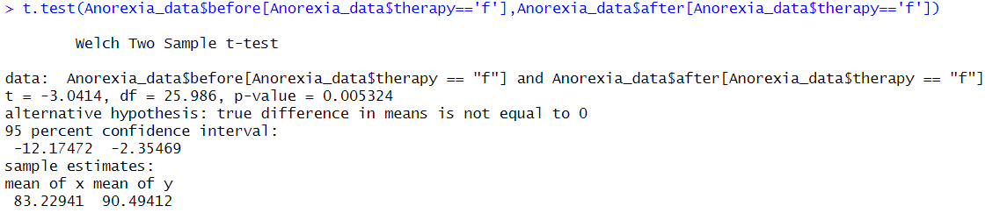 > t.test(Anorexia_data$before[Anorexia_data$therapy=='f'],Anorexia_data$after[Anorexia_data$therapy=='f'])
Welch Two Sample t-test
data:  Anorexia_data$before[Anorexia_data$therapy == "f"] and Anorexia_data$after[Anorexia_data$therapy == "f"]
t = -3.0414, df = 25.986, p-value = 0.005324
alternative hypothesis: true difference in means is not equal to 0
95 percent confidence interval:
-12.17472  -2.35469
sample estimates:
mean of x mean of y
83.22941  90.49412